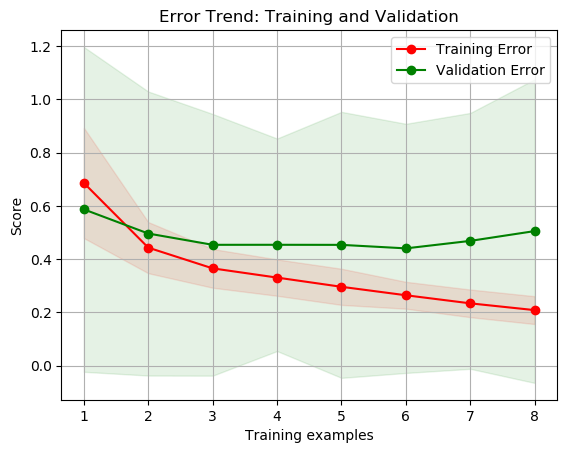 Error Trend: Training and Validation
Training Error
Validation Error
Score
1.2
1.0
0.8
0.6
0.4
0.2
0.0
1 2 3 4 5 6 7 8
Training examples